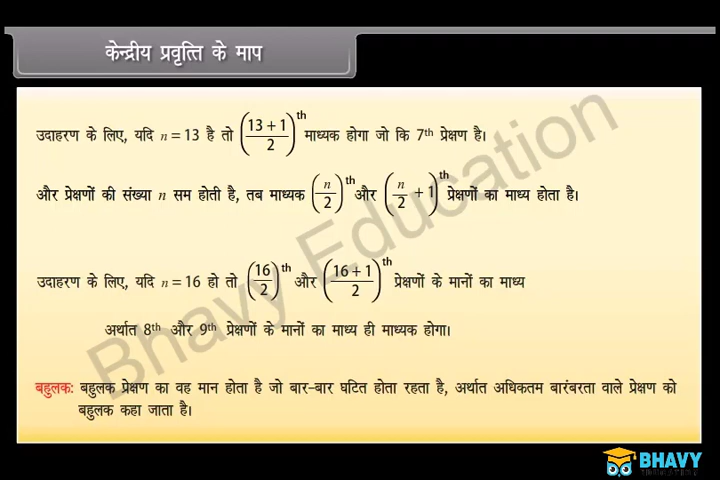 केन्द्रीय प्रवृत्ति के माप
उदाहरण के लिए, यदि n = 13 है तो ((13 + 1)/2)th माध्यक होगा जो कि 7th प्रेक्षण है।
और प्रेक्षणों की संख्या n सम होती है, तब माध्यक (n/2)th और (n/2 + 1)th प्रेक्षणों का माध्य होता है।
उदाहरण के लिए, यदि n = 16 हो तो (16/2)th और ((16 + 1)/2)th प्रेक्षणों के मानों का माध्य
अर्थात 8th और 9th प्रेक्षणों के मानों का माध्य ही माध्यक होगा।
बहुलक: बहुलक प्रेक्षण का वह मान होता है जो बार-बार घटित होता रहता है, अर्थात अधिकतम बारंबरता वाले प्रेक्षण को
बहुलक कहा जाता है।
Bhavy Education
BHAVY